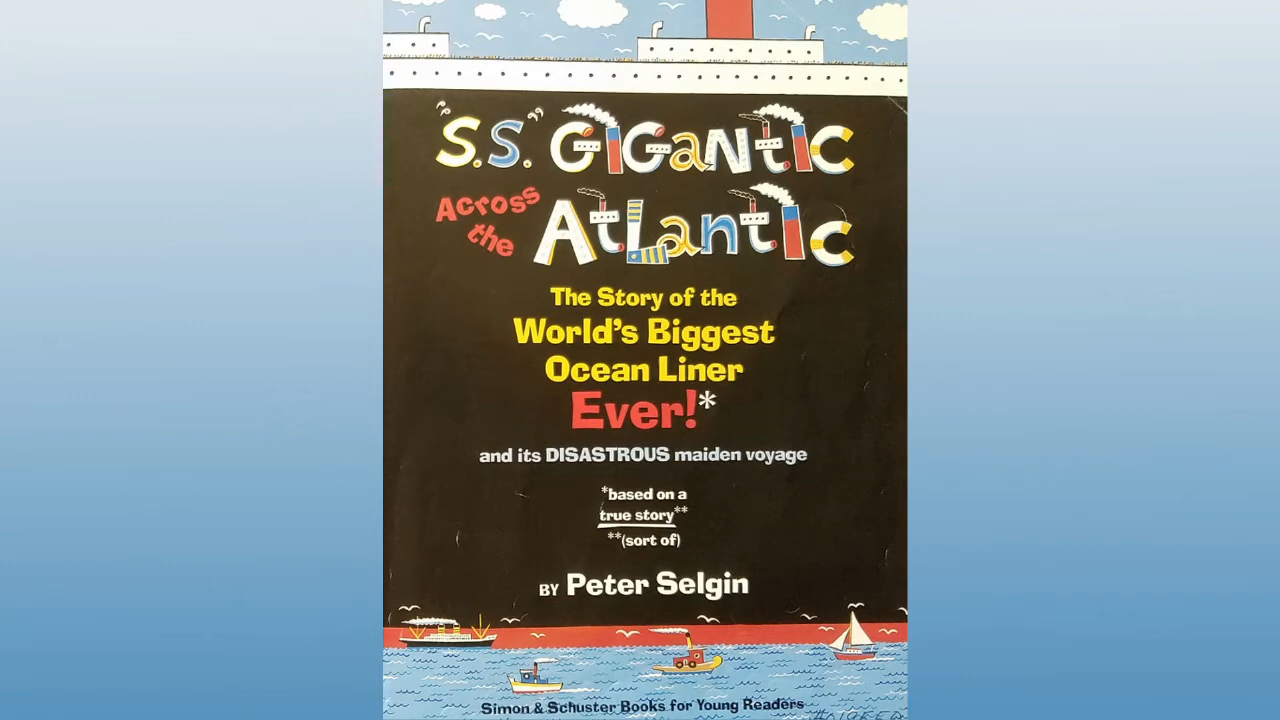 "S.S." Gigantic
Across
the
Atlantic
The Story of the
World's Biggest
Ocean Liner
Ever!*
and its DISASTROUS maiden voyage
*based on a
true story**
**(sort of)
BY Peter Selgin
Simon & Schuster Books for Young Readers